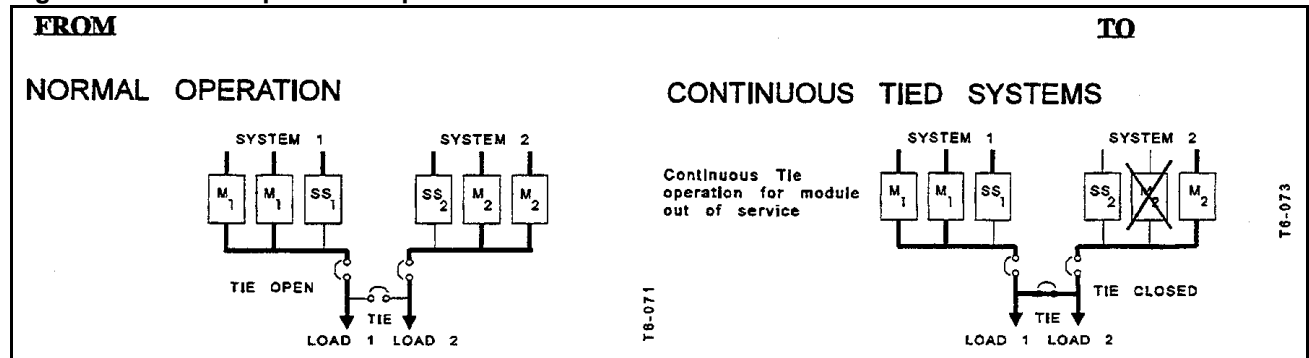 FROM
TO
NORMAL OPERATION
SYSTEM 1
SYSTEM 2
M1
M1
SS1
SS2
M2
M2
TIE OPEN
TIE
LOAD 1
LOAD 2
T6-071
CONTINUOUS TIED SYSTEMS
Continuous Tie
operation for module
out of service
SYSTEM 1
SYSTEM 2
M1
M1
SS1
SS2
M2
M2
TIE CLOSED
TIE
LOAD 1
LOAD 2
T6-073